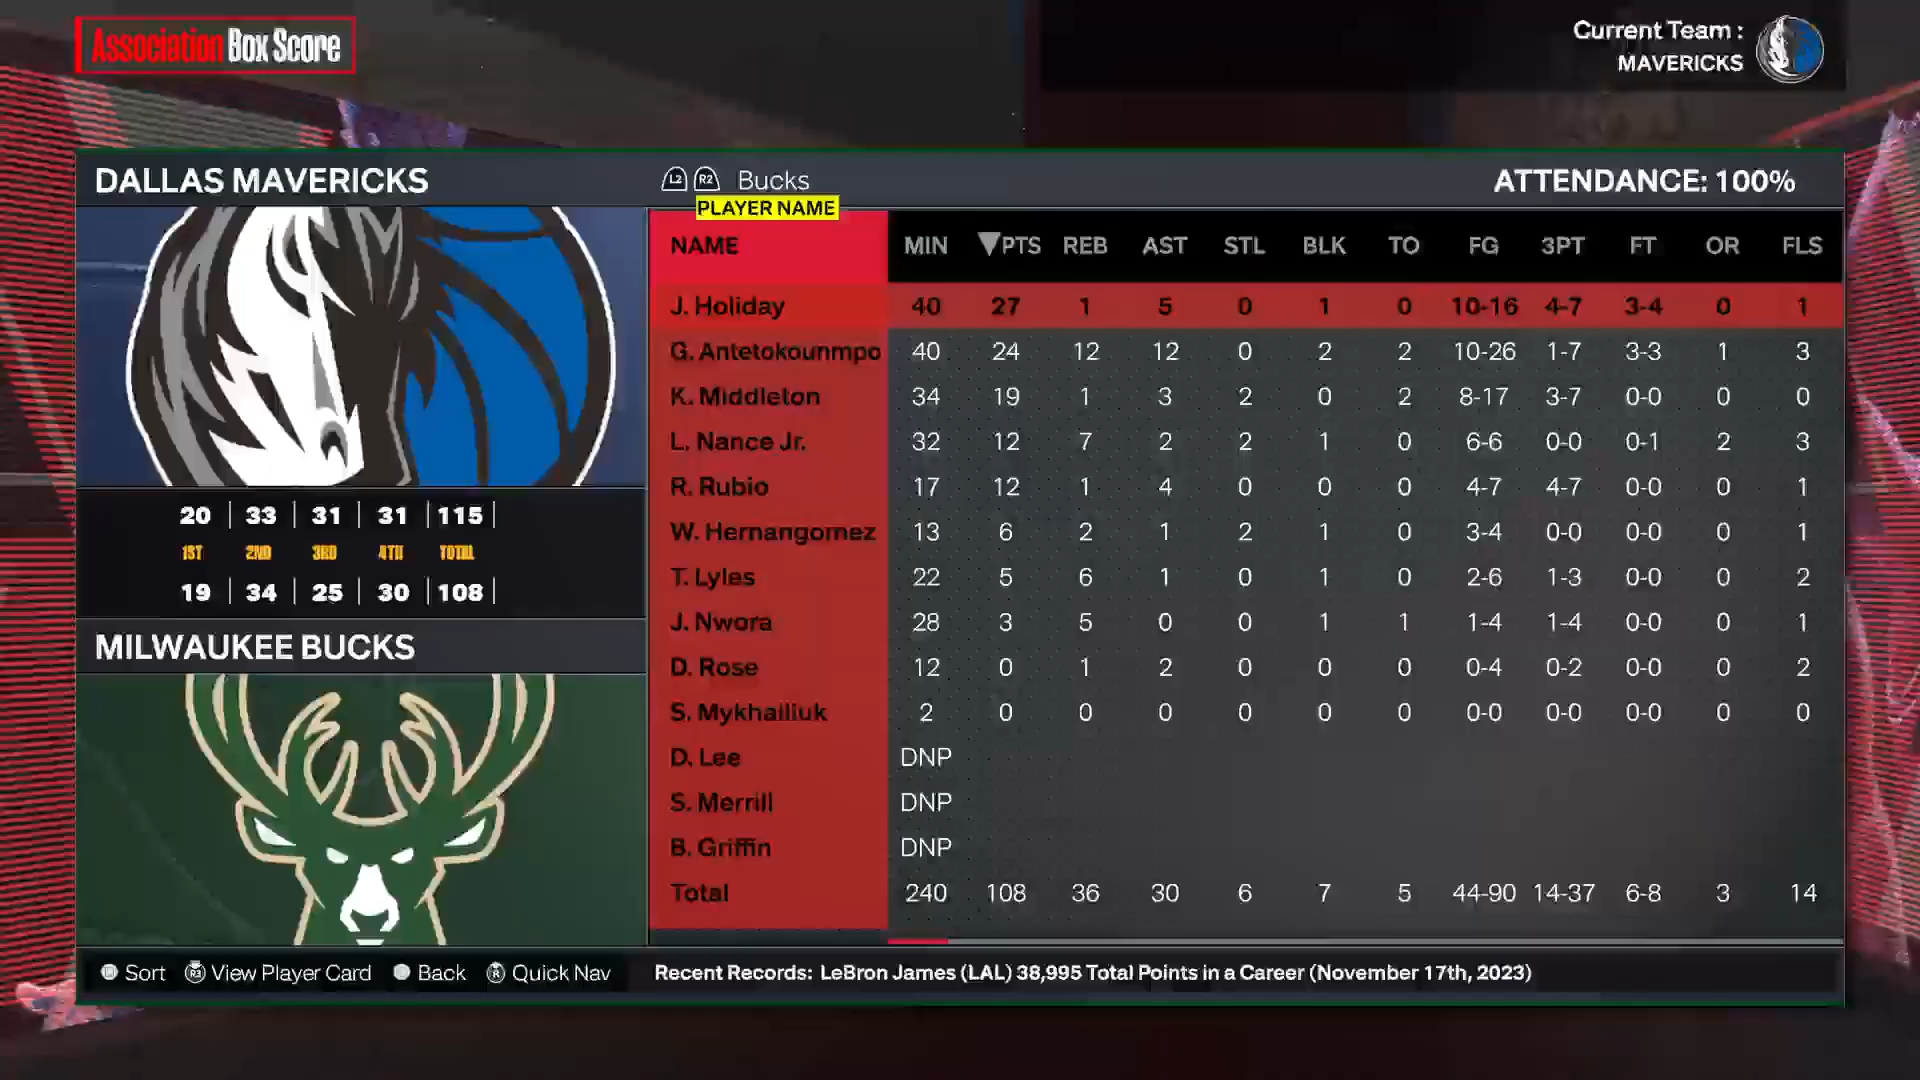 Association Box Score
Current Team :
MAVERICKS
DALLAS MAVERICKS
L2 R2 Bucks
ATTENDANCE: 100%
PLAYER NAME
NAME MIN ▼PTS REB AST STL BLK TO FG 3PT FT OR FLS
J. Holiday 40 27 1 5 0 1 0 10-16 4-7 3-4 0 1
G. Antetokounmpo 40 24 12 12 0 2 2 10-26 1-7 3-3 1 3
K. Middleton 34 19 1 3 2 0 2 8-17 3-7 0-0 0 0
L. Nance Jr. 32 12 7 2 2 1 0 6-6 0-0 0-1 2 3
R. Rubio 17 12 1 4 0 0 0 4-7 4-7 0-0 0 1
W. Hernangomez 13 6 2 1 2 1 0 3-4 0-0 0-0 0 1
T. Lyles 22 5 6 1 0 1 0 2-6 1-3 0-0 0 2
J. Nwora 28 3 5 0 0 1 1 1-4 1-4 0-0 0 1
D. Rose 12 0 1 2 0 0 0 0-4 0-2 0-0 0 2
S. Mykhailiuk 2 0 0 0 0 0 0 0-0 0-0 0-0 0 0
D. Lee DNP
S. Merrill DNP
B. Griffin DNP
Total 240 108 36 30 6 7 5 44-90 14-37 6-8 3 14
20 33 31 31 115
1ST 2ND 3RD 4TH TOTAL
19 34 25 30 108
MILWAUKEE BUCKS
Sort R3 View Player Card Back R Quick Nav
Recent Records: LeBron James (LAL) 38,995 Total Points in a Career (November 17th, 2023)